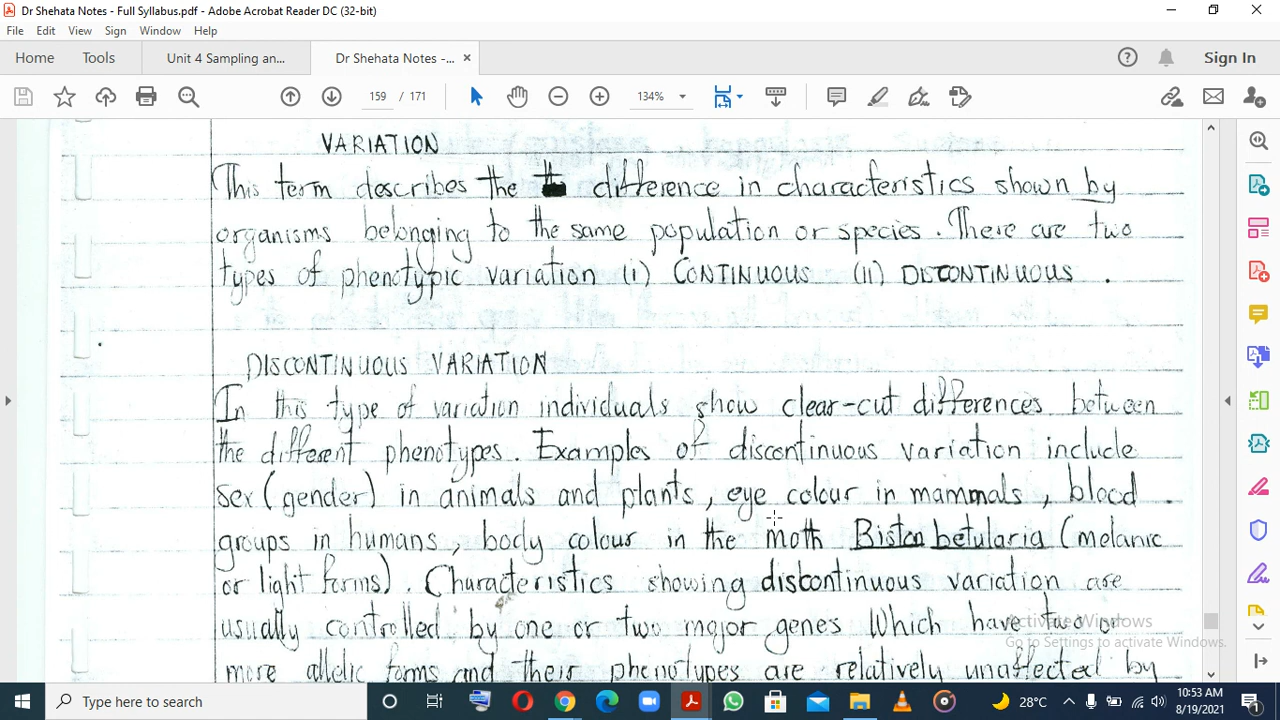 Dr Shehata Notes - Full Syllabus.pdf - Adobe Acrobat Reader DC (32-bit)
File Edit View Sign Window Help
Home Tools Unit 4 Sampling an... Dr Shehata Notes -... × Sign In
159 / 171 134%
VARIATION
This term describes the difference in characteristics shown by
organisms belonging to the same population or species. There are two
types of phenotypic variation (i) CONTINUOUS (ii) DISCONTINUOUS.
DISCONTINUOUS VARIATION
In this type of variation individuals show clear-cut differences between
the different phenotypes. Examples of discontinuous variation include
sex (gender) in animals and plants, eye colour in mammals, blood
groups in humans, body colour in the moth Biston betularia (melanic
or light forms). Characteristics showing discontinuous variation are
usually controlled by one or two major genes Which have two or
more allelic forms and their phenotypes are relatively unaffected by
Activate Windows
Go to Settings to activate Windows.
Type here to search
28°C
10:53 AM
8/19/2021
1